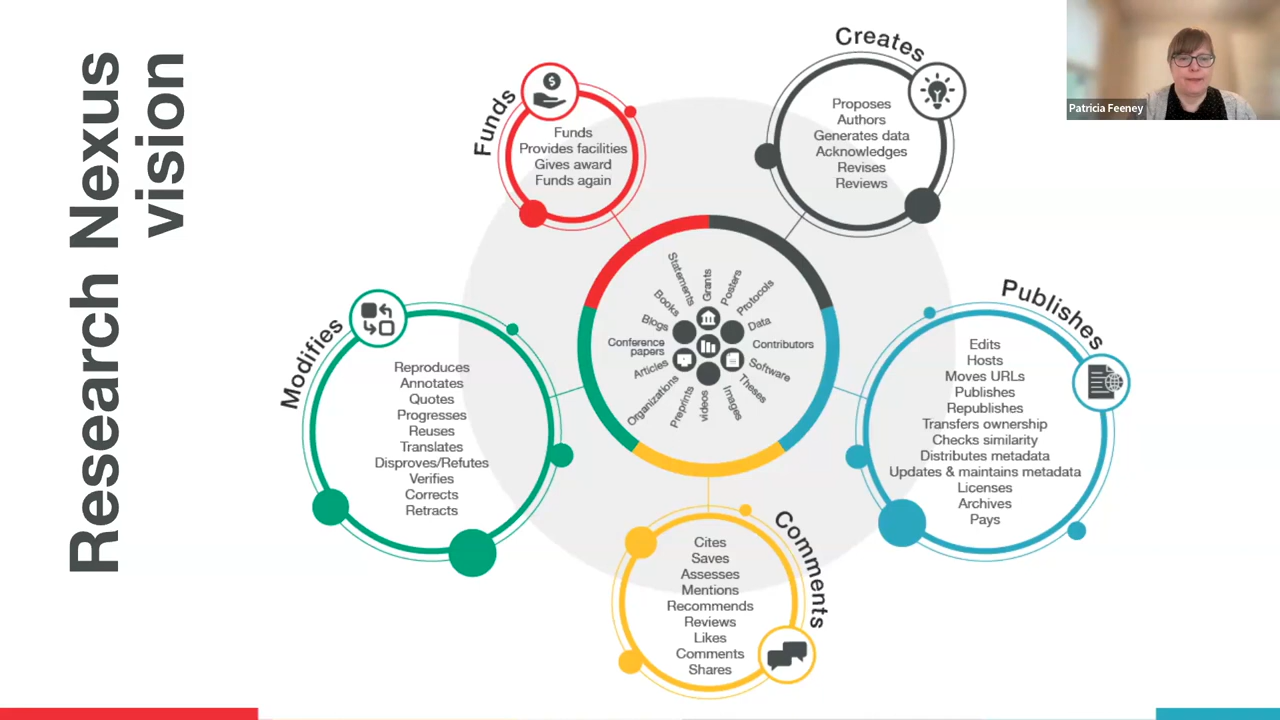 Research Nexus
vision
Funds
Funds
Provides facilities
Gives award
Funds again
Creates
Proposes
Authors
Generates data
Acknowledges
Revises
Reviews
Patricia Feeney
Statements
Grants
Posters
Protocols
Data
Contributors
Software
Theses
Images
videos
Preprints
Organizations
Articles
Conference
papers
Blogs
Books
Modifies
Reproduces
Annotates
Quotes
Progresses
Reuses
Translates
Disproves/Refutes
Verifies
Corrects
Retracts
Publishes
Edits
Hosts
Moves URLs
Publishes
Republishes
Transfers ownership
Checks similarity
Distributes metadata
Updates & maintains metadata
Licenses
Archives
Pays
Comments
Cites
Saves
Assesses
Mentions
Recommends
Reviews
Likes
Comments
Shares